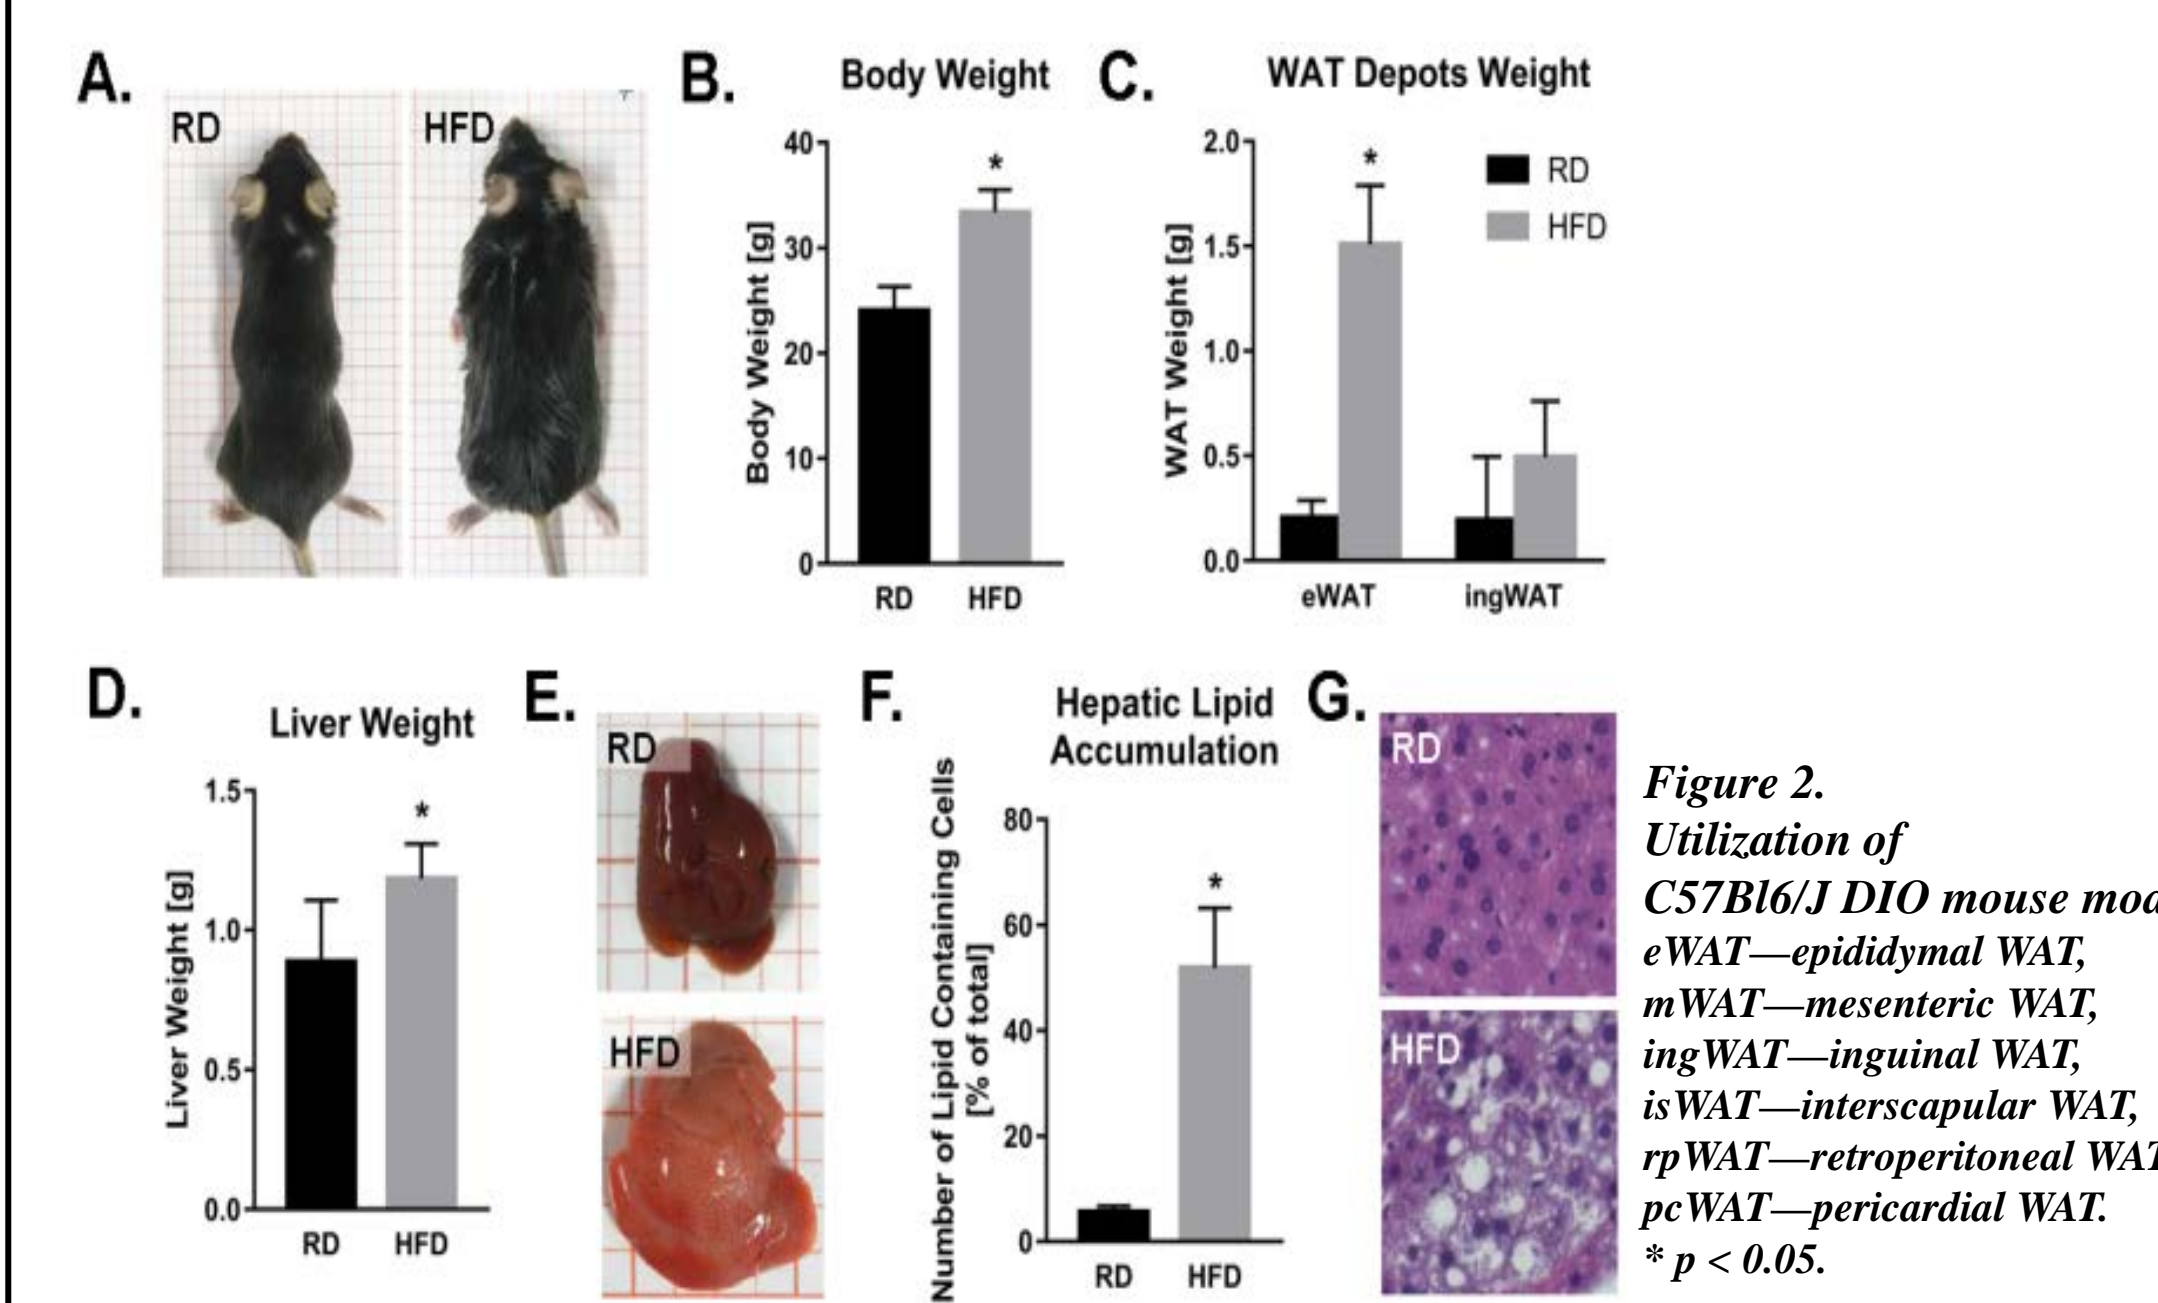 A.
RD
HFD
B.
Body Weight
Body Weight [g]
40
30
20
10
0
RD
HFD
*
C.
WAT Depots Weight
WAT Weight [g]
2.0
1.5
1.0
0.5
0.0
*
RD
HFD
eWAT
ingWAT
D.
Liver Weight
Liver Weight [g]
1.5
1.0
0.5
0.0
*
RD
HFD
E.
RD
HFD
F.
Hepatic Lipid
Accumulation
Number of Lipid Containing Cells
[% of total]
80
60
40
20
0
*
RD
HFD
G.
RD
HFD
Figure 2.
Utilization of
C57Bl6/J DIO mouse
eWAT—epididymal WAT,
mWAT—mesenteric WAT,
ingWAT—inguinal WAT,
isWAT—interscapular WAT,
rpWAT—retroperitoneal
pcWAT—pericardial WAT.
* p < 0.05.